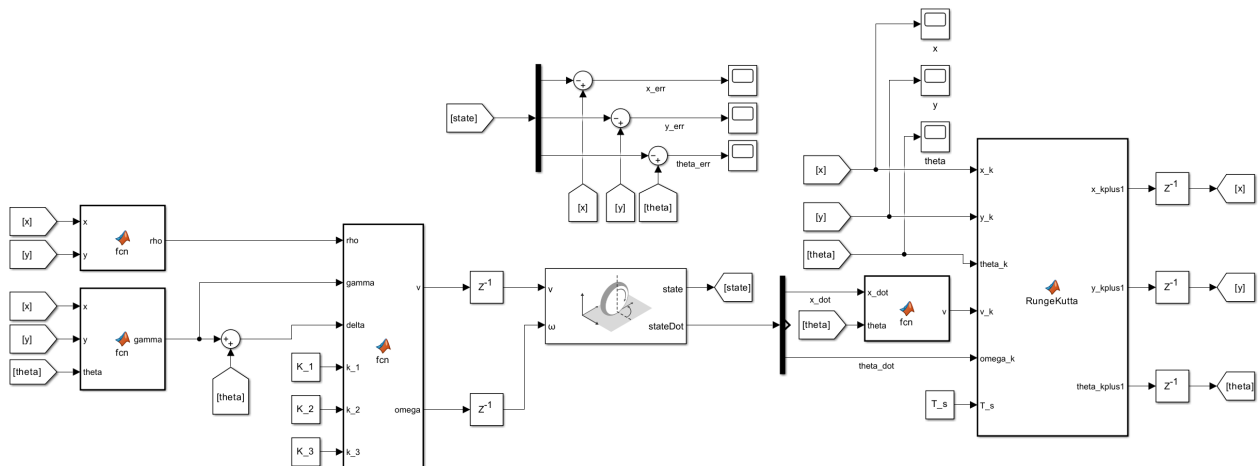 x
y
theta
[state]
x_err
y_err
theta_err
[x]
[y]
[theta]
[x]
x_k
[y]
y_k
[theta]
theta_k
x_kplus1
Z-1
[x]
[x]
x
[y]
y
rho
fcn
[x]
x
[y]
y
[theta]
theta
gamma
fcn
[theta]
rho
gamma
delta
K_1
k_1
K_2
k_2
K_3
k_3
v
omega
fcn
Z-1
Z-1
v
ω
state
stateDot
[state]
x_dot
x_dot
[theta]
theta
v
fcn
theta_dot
v_k
omega_k
T_s
T_s
RungeKutta
y_kplus1
Z-1
[y]
theta_kplus1
Z-1
[theta]